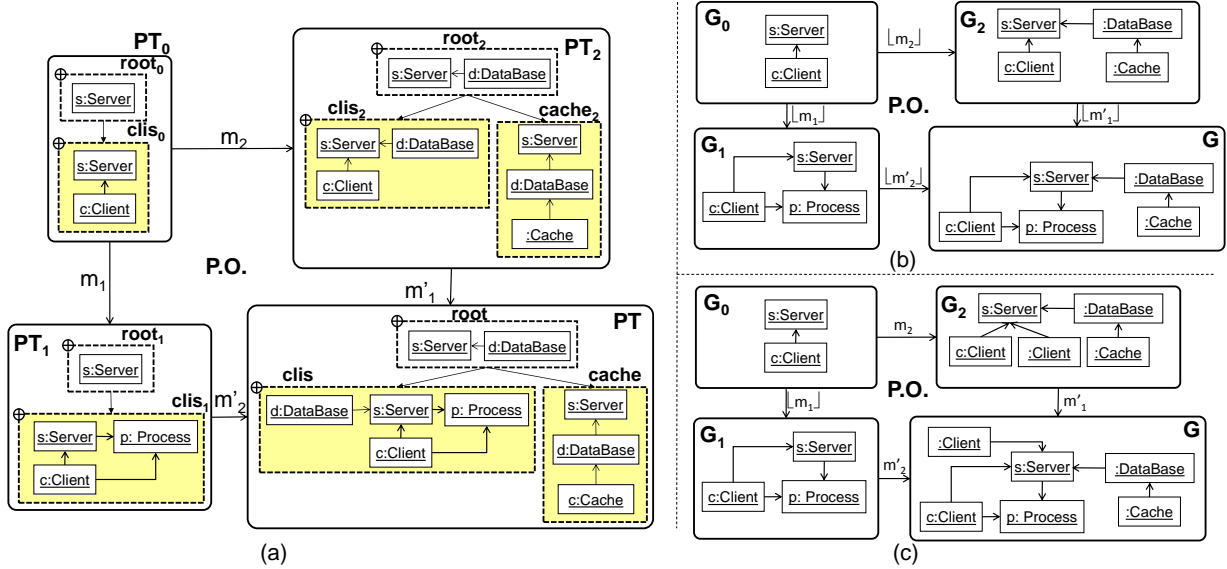 PT0
root0
s:Server
clis0
s:Server
c:Client
m2
PT2
root2
s:Server
d:DataBase
clis2
s:Server
d:DataBase
c:Client
cache2
s:Server
d:DataBase
:Cache
m1
P.O.
m'1
PT1
root1
s:Server
clis1
s:Server
p: Process
c:Client
m'2
PT
root
s:Server
d:DataBase
clis
d:DataBase
s:Server
p: Process
c:Client
cache
s:Server
d:DataBase
c:Cache
(a)
G0
s:Server
c:Client
⌊m2⌋
G2
s:Server
:DataBase
c:Client
:Cache
⌊m1⌋
P.O.
⌊m'1⌋
G1
s:Server
c:Client
p: Process
⌊m'2⌋
G
s:Server
:DataBase
c:Client
p: Process
:Cache
(b)
G0
s:Server
c:Client
m2
G2
s:Server
:DataBase
c:Client
:Client
:Cache
⌊m1⌋
P.O.
m'1
G1
s:Server
c:Client
p: Process
m'2
G
:Client
s:Server
:DataBase
c:Client
p: Process
:Cache
(c)